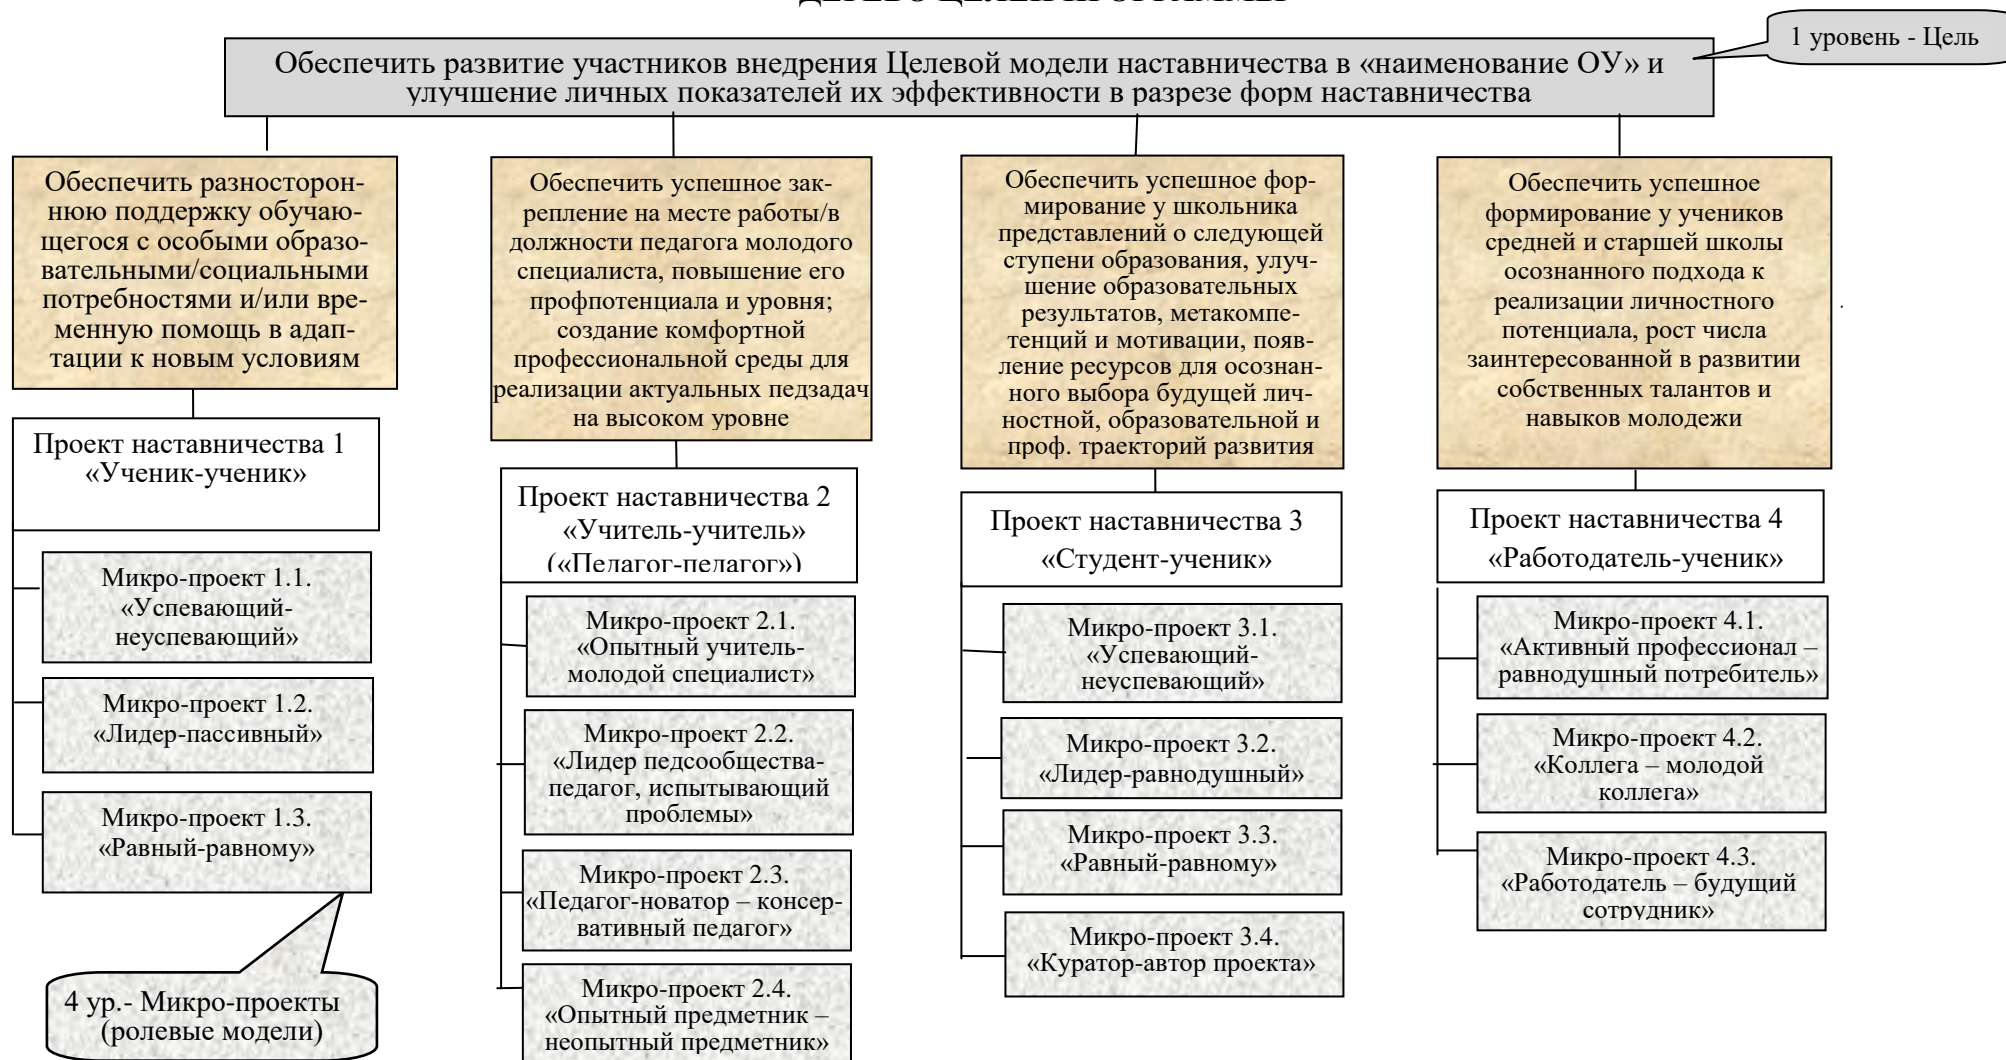 ДЕРЕВО ЦЕЛЕЙ ПРОГРАММЫ
1 уровень - Цель
Обеспечить развитие участников внедрения Целевой модели наставничества в «наименование ОУ» и
улучшение личных показателей их эффективности в разрезе форм наставничества
Обеспечить разносторон-
нюю поддержку обучаю-
щегося с особыми образо-
вательными/социальными
потребностями и/или вре-
менную помощь в адап-
тации к новым условиям
Проект наставничества 1
«Ученик-ученик»
Микро-проект 1.1.
«Успевающий-
неуспевающий»
Микро-проект 1.2.
«Лидер-пассивный»
Микро-проект 1.3.
«Равный-равному»
4 ур.- Микро-проекты
(ролевые модели)
Обеспечить успешное зак-
репление на месте работы/в
должности педагога молодого
специалиста, повышение его
профпотенциала и уровня;
создание комфортной
профессиональной среды для
реализации актуальных педзадач
на высоком уровне
Проект наставничества 2
«Учитель-учитель»
(«Педагог-педагог»)
Микро-проект 2.1.
«Опытный учитель-
молодой специалист»
Микро-проект 2.2.
«Лидер педсообщества-
педагог, испытывающий
проблемы»
Микро-проект 2.3.
«Педагог-новатор – консер-
вативный педагог»
Микро-проект 2.4.
«Опытный предметник –
неопытный предметник»
Обеспечить успешное фор-
мирование у школьника
представлений о следующей
ступени образования, улуч-
шение образовательных
результатов, метакомпе-
тенций и мотивации, появ-
ление ресурсов для осознан-
ного выбора будущей лич-
ностной, образовательной и
проф. траекторий развития
Проект наставничества 3
«Студент-ученик»
Микро-проект 3.1.
«Успевающий-
неуспевающий»
Микро-проект 3.2.
«Лидер-равнодушный»
Микро-проект 3.3.
«Равный-равному»
Микро-проект 3.4.
«Куратор-автор проекта»
Обеспечить успешное
формирование у учеников
средней и старшей школы
осознанного подхода к
реализации личностного
потенциала, рост числа
заинтересованной в развитии
собственных талантов и
навыков молодежи
Проект наставничества 4
«Работодатель-ученик»
Микро-проект 4.1.
«Активный профессионал –
равнодушный потребитель»
Микро-проект 4.2.
«Коллега – молодой
коллега»
Микро-проект 4.3.
«Работодатель – будущий
сотрудник»